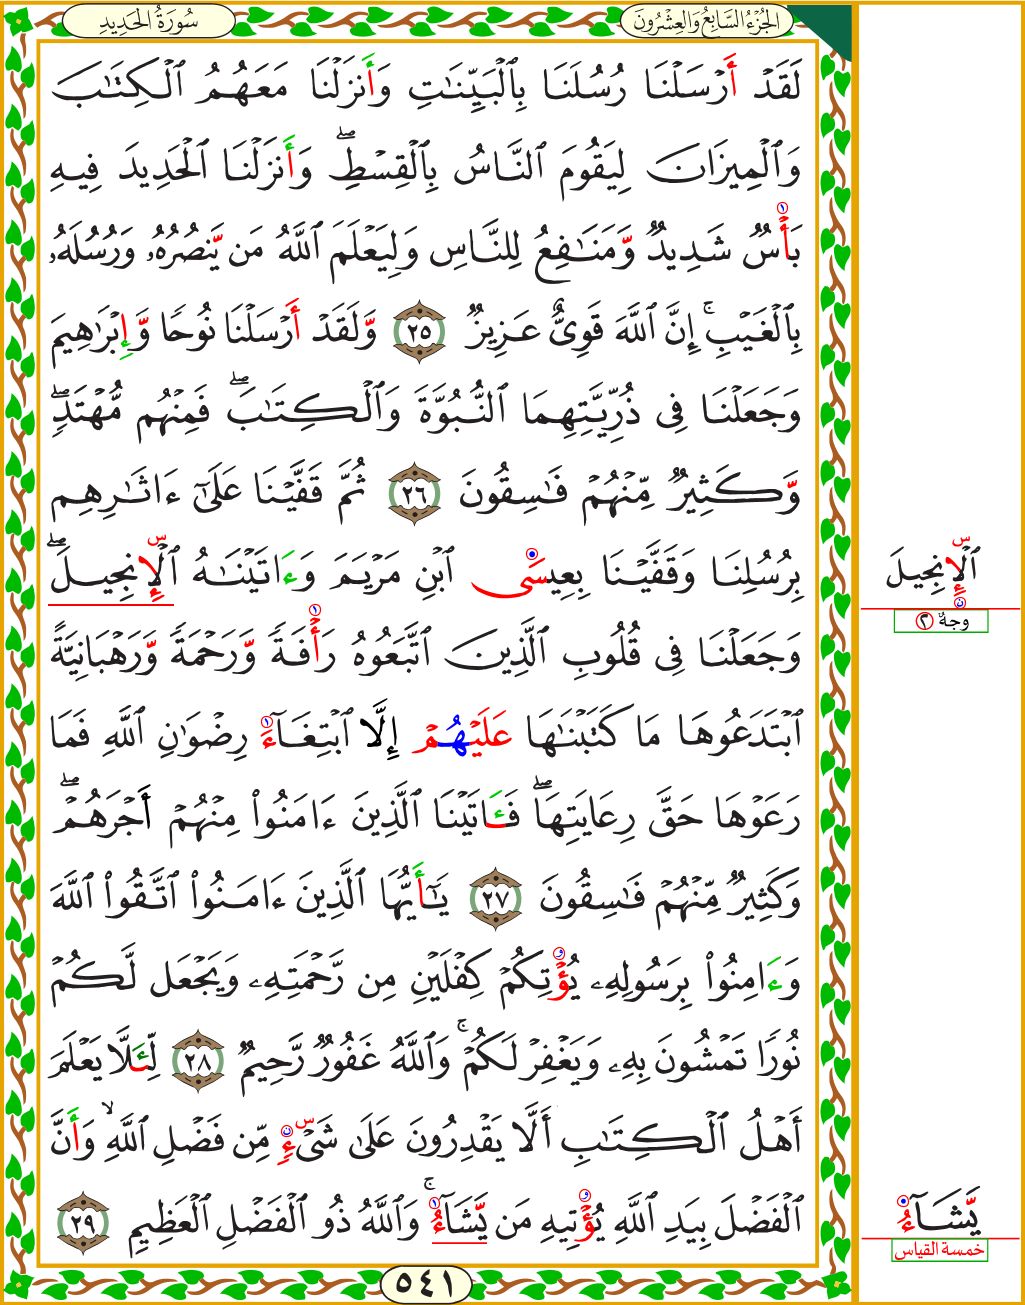 سُورَةُ الحَدِيدِ
الجُزْءُ السَّابِعُ وَالعِشْرُونَ
لَقَدۡ أَرۡسَلۡنَا رُسُلَنَا بِٱلۡبَيِّنَٰتِ وَأَنزَلۡنَا مَعَهُمُ ٱلۡكِتَٰبَ
وَٱلۡمِيزَانَ لِيَقُومَ ٱلنَّاسُ بِٱلۡقِسۡطِۖ وَأَنزَلۡنَا ٱلۡحَدِيدَ فِيهِ
بَأۡسٞ شَدِيدٞ وَمَنَٰفِعُ لِلنَّاسِ وَلِيَعۡلَمَ ٱللَّهُ مَن يَنصُرُهُۥ وَرُسُلَهُۥ
بِٱلۡغَيۡبِۚ إِنَّ ٱللَّهَ قَوِيٌّ عَزِيزٞ ٢٥ وَلَقَدۡ أَرۡسَلۡنَا نُوحٗا وَإِبۡرَٰهِيمَ
وَجَعَلۡنَا فِي ذُرِّيَّتِهِمَا ٱلنُّبُوَّةَ وَٱلۡكِتَٰبَۖ فَمِنۡهُم مُّهۡتَدٖۖ
وَكَثِيرٞ مِّنۡهُمۡ فَٰسِقُونَ ٢٦ ثُمَّ قَفَّيۡنَا عَلَىٰٓ ءَاثَٰرِهِم
بِرُسُلِنَا وَقَفَّيۡنَا بِعِيسَى ٱبۡنِ مَرۡيَمَ وَءَاتَيۡنَٰهُ ٱلۡإِنجِيلَۖ
وَجَعَلۡنَا فِي قُلُوبِ ٱلَّذِينَ ٱتَّبَعُوهُ رَأۡفَةٗ وَرَحۡمَةٗ وَرَهۡبَانِيَّةً
ٱبۡتَدَعُوهَا مَا كَتَبۡنَٰهَا عَلَيۡهُمۡ إِلَّا ٱبۡتِغَآءَ رِضۡوَٰنِ ٱللَّهِ فَمَا
رَعَوۡهَا حَقَّ رِعَايَتِهَاۖ فَـَٔاتَيۡنَا ٱلَّذِينَ ءَامَنُواْ مِنۡهُمۡ أَجۡرَهُمۡۖ
وَكَثِيرٞ مِّنۡهُمۡ فَٰسِقُونَ ٢٧ يَٰٓأَيُّهَا ٱلَّذِينَ ءَامَنُواْ ٱتَّقُواْ ٱللَّهَ
وَءَامِنُواْ بِرَسُولِهِۦ يُؤۡتِكُمۡ كِفۡلَيۡنِ مِن رَّحۡمَتِهِۦ وَيَجۡعَل لَّكُمۡ
نُورٗا تَمۡشُونَ بِهِۦ وَيَغۡفِرۡ لَكُمۡۚ وَٱللَّهُ غَفُورٞ رَّحِيمٞ ٢٨ لِّئَلَّا يَعۡلَمَ
أَهۡلُ ٱلۡكِتَٰبِ أَلَّا يَقۡدِرُونَ عَلَىٰ شَيۡءٖ مِّن فَضۡلِ ٱللَّهِ ۙ وَأَنَّ
ٱلۡفَضۡلَ بِيَدِ ٱللَّهِ يُؤۡتِيهِ مَن يَشَآءُۚ وَٱللَّهُ ذُو ٱلۡفَضۡلِ ٱلۡعَظِيمِ ٢٩
٥٤١
ٱلۡإِنجِيلَ
وجهٌ ٢
يَّشَآءُ
خمسة القياس